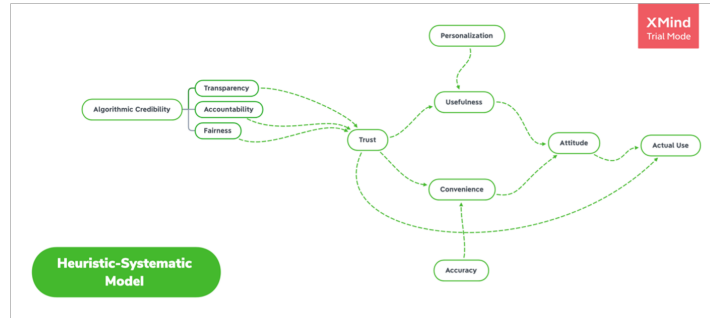 XMind
Trial Mode
Personalization
Transparency
Algorithmic Credibility
Accountability
Fairness
Usefulness
Trust
Attitude
Actual Use
Convenience
Accuracy
Heuristic-Systematic
Model